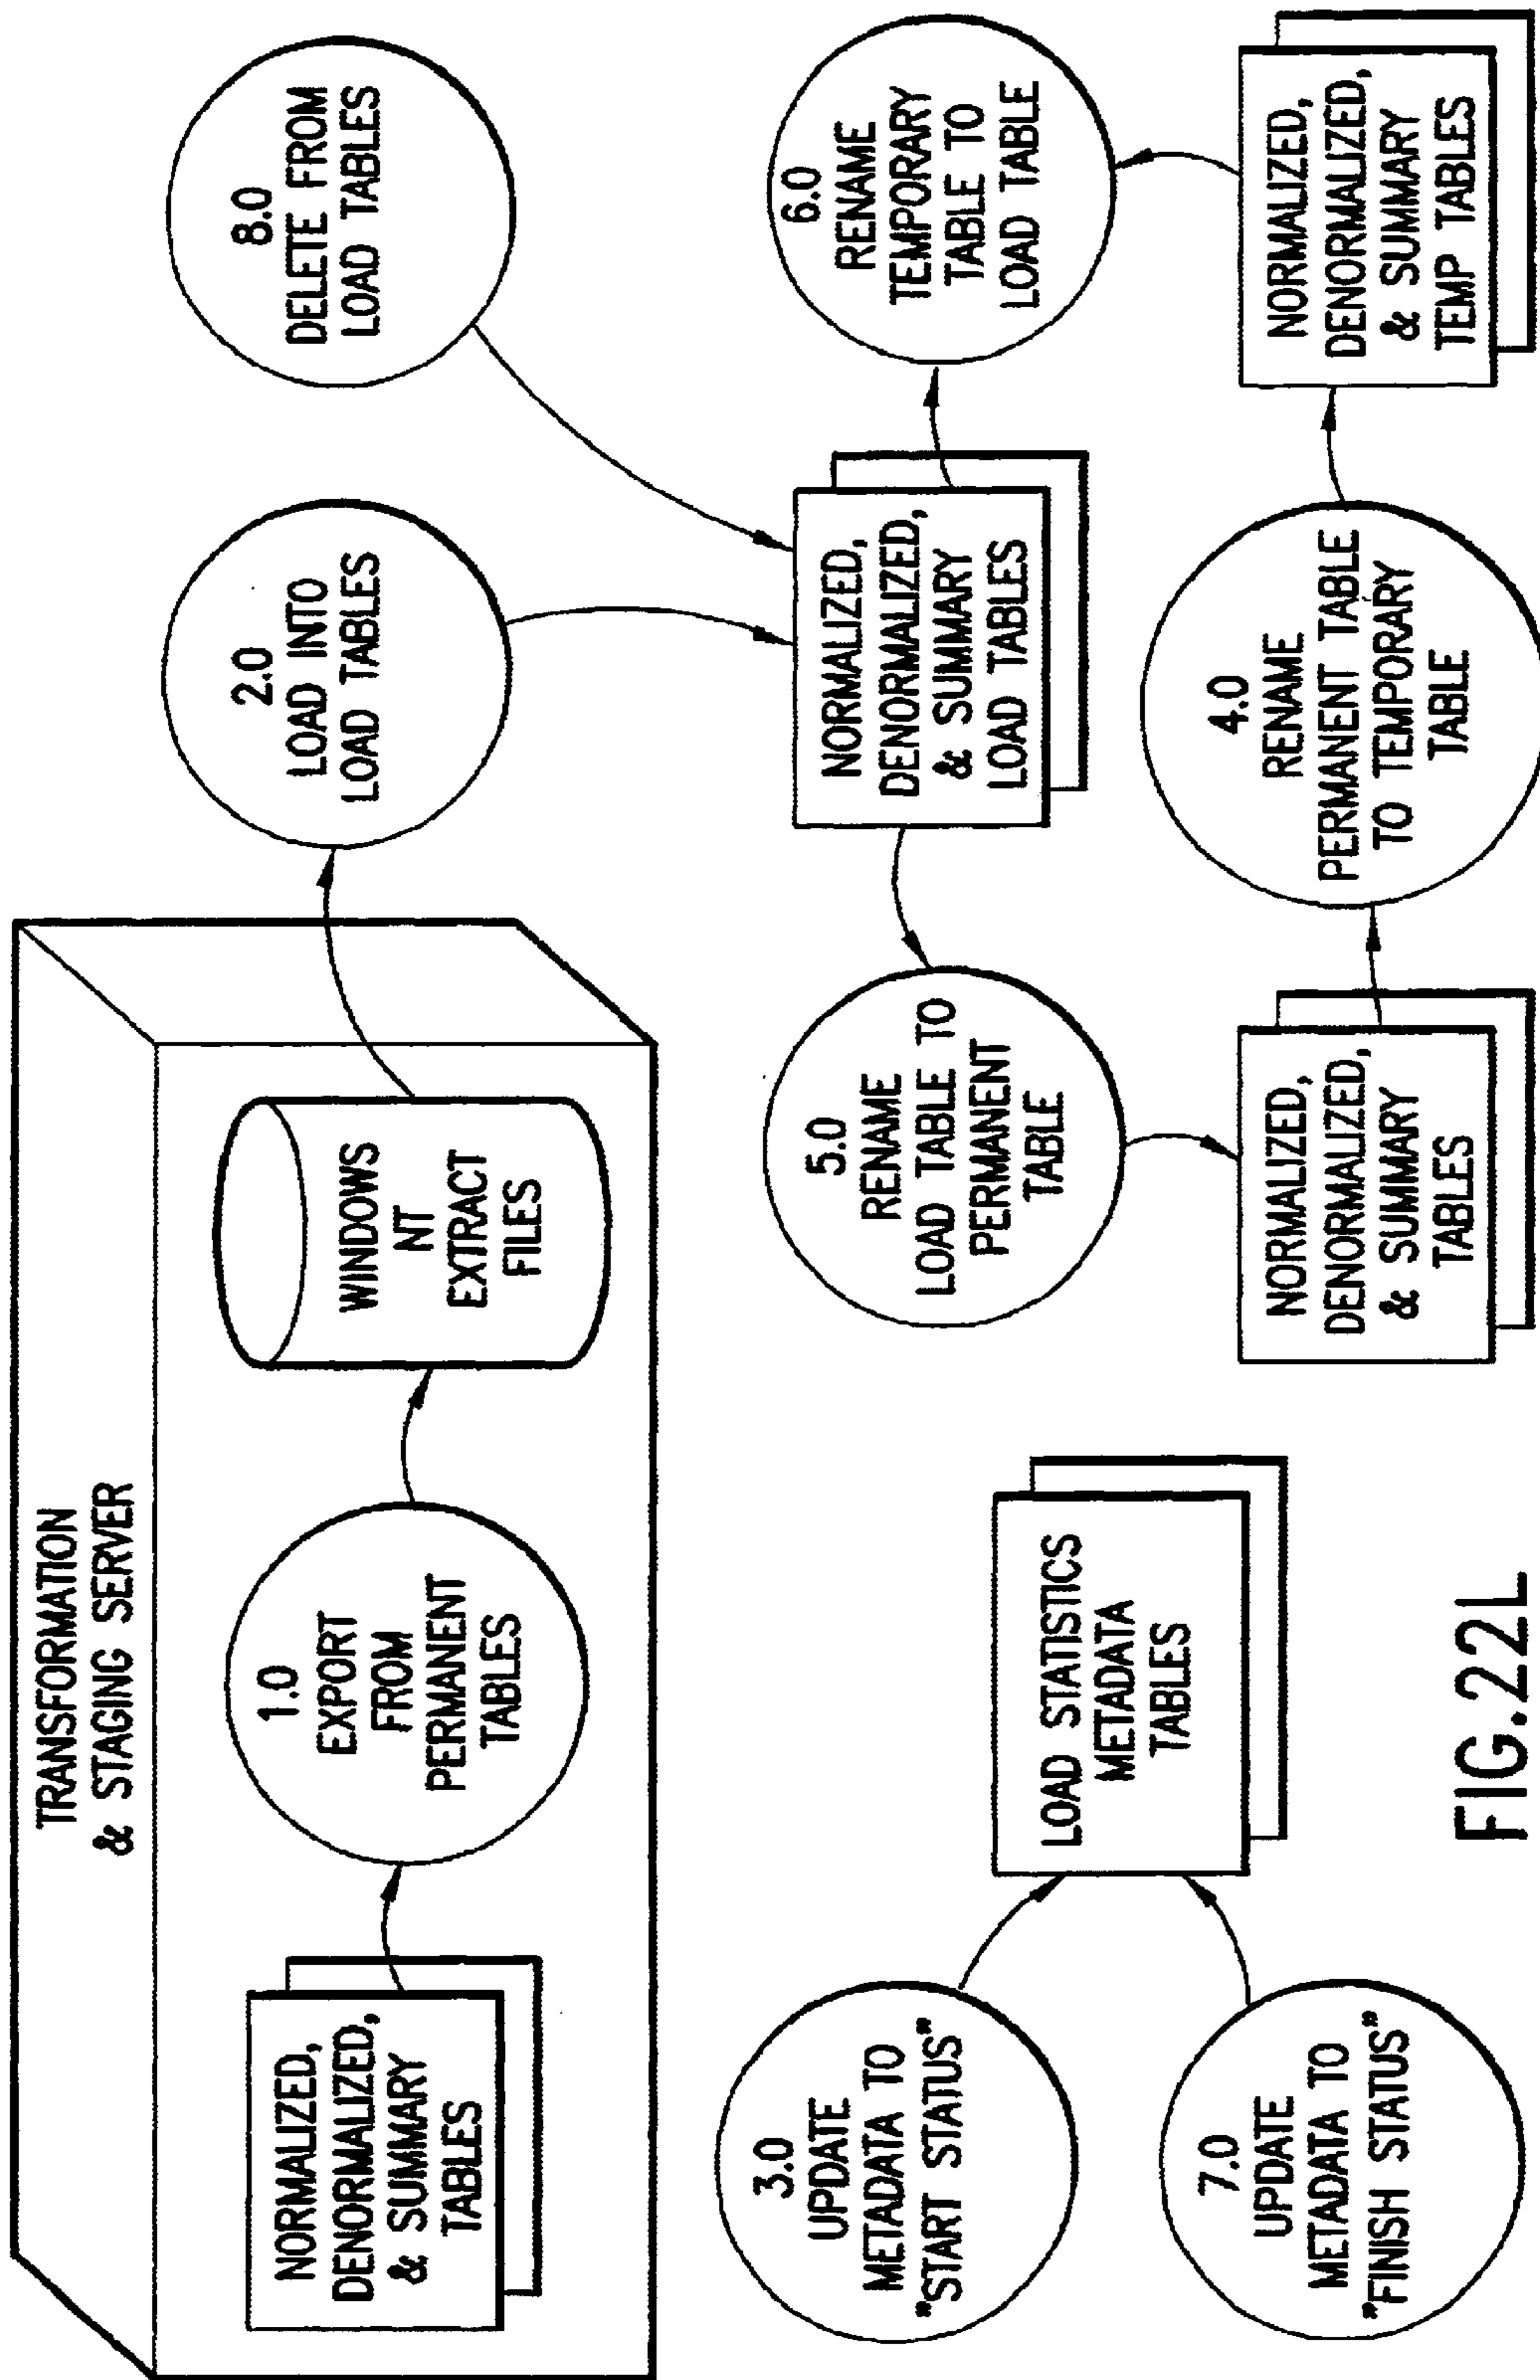 TRANSFORMATION
& STAGING SERVER
NORMALIZED,
DENORMALIZED,
& SUMMARY
TABLES
1.0
EXPORT
FROM
PERMANENT
TABLES
WINDOWS
NT
EXTRACT
FILES
2.0
LOAD INTO
LOAD TABLES
8.0
DELETE FROM
LOAD TABLES
3.0
UPDATE
METADATA TO
"START STATUS"
7.0
UPDATE
METADATA TO
"FINISH STATUS"
LOAD STATISTICS
METADATA
TABLES
5.0
RENAME
LOAD TABLE TO
PERMANENT
TABLE
NORMALIZED,
DENORMALIZED,
& SUMMARY
LOAD TABLES
6.0
RENAME
TEMPORARY
TABLE TO
LOAD TABLE
NORMALIZED,
DENORMALIZED,
& SUMMARY
TABLES
4.0
RENAME
PERMANENT TABLE
TO TEMPORARY
TABLE
NORMALIZED,
DENORMALIZED,
& SUMMARY
TEMP TABLES
FIG.22L